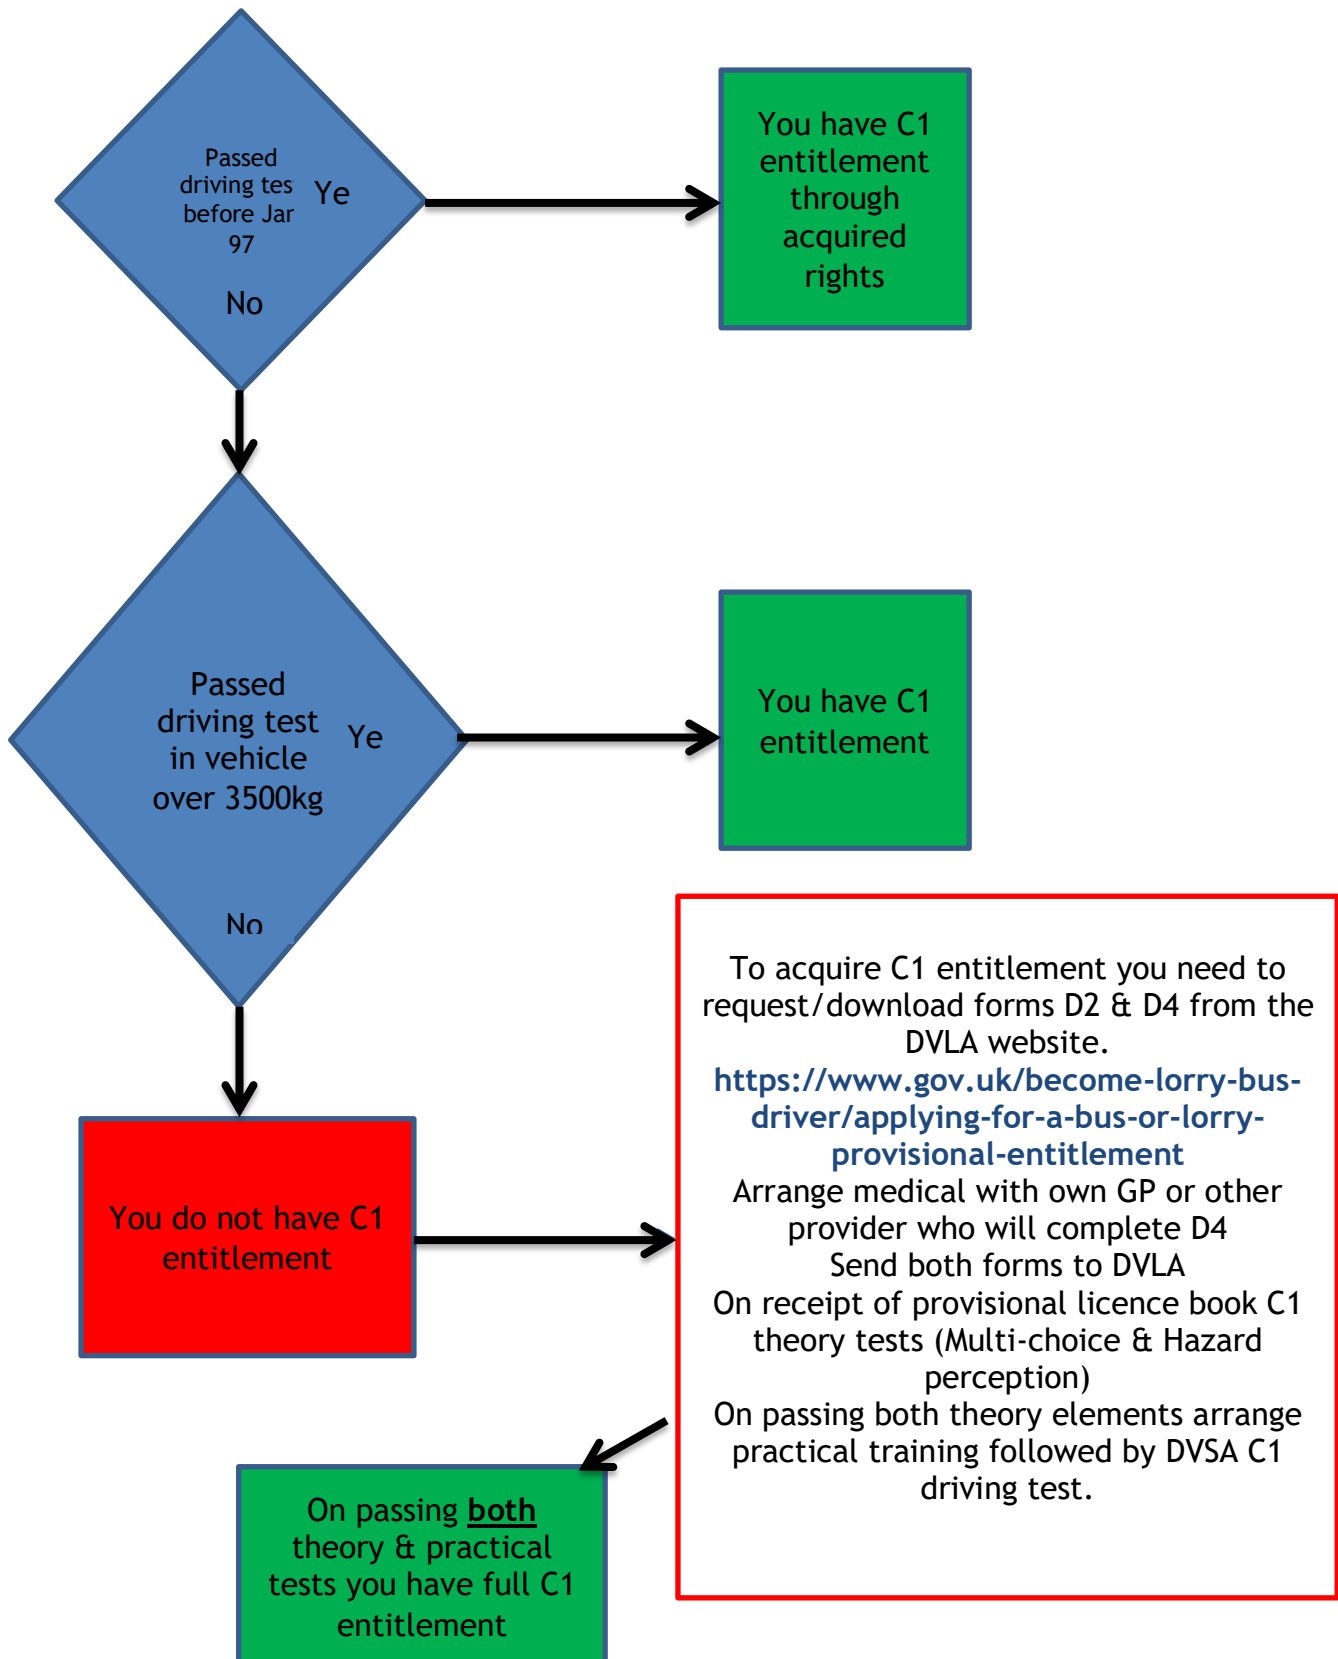 Passed
driving tes
before Jar
97
Ye
No
You have C1
entitlement
through
acquired
rights
Passed
driving test
in vehicle
over 3500kg
Ye
No
You have C1
entitlement
You do not have C1
entitlement
To acquire C1 entitlement you need to
request/download forms D2 & D4 from the
DVLA website.
https://www.gov.uk/become-lorry-bus-
driver/applying-for-a-bus-or-lorry-
provisional-entitlement
Arrange medical with own GP or other
provider who will complete D4
Send both forms to DVLA
On receipt of provisional licence book C1
theory tests (Multi-choice & Hazard
perception)
On passing both theory elements arrange
practical training followed by DVSA C1
driving test.
On passing both
theory & practical
tests you have full C1
entitlement